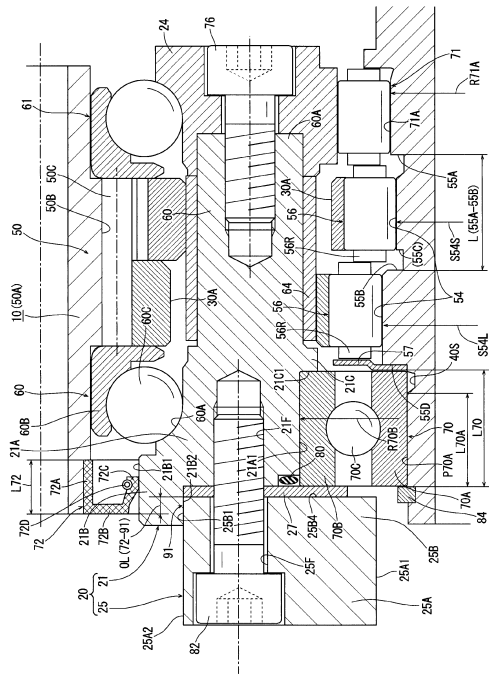 76
24
61
50C
50B
50
10 (50A)
60C
60
60B
21A
L72
72A
72C
72D
72
21B
72B
21B1
21B2
OL (72-91)
91
20
21
25
25B1
25A2
82
60
60A
30A
60A
21F
25F
60A
30A
56
56R
64
56
56R
21C1
21C
21A1
80
27
25B4
70B
70C
R70B
25B
25A1
25A
71
R71A
71A
55A
L (55A-55B)
S54S
(55C)
55B
54
S54L
57
40S
55D
70
L70A
L70
P70A
70A
84